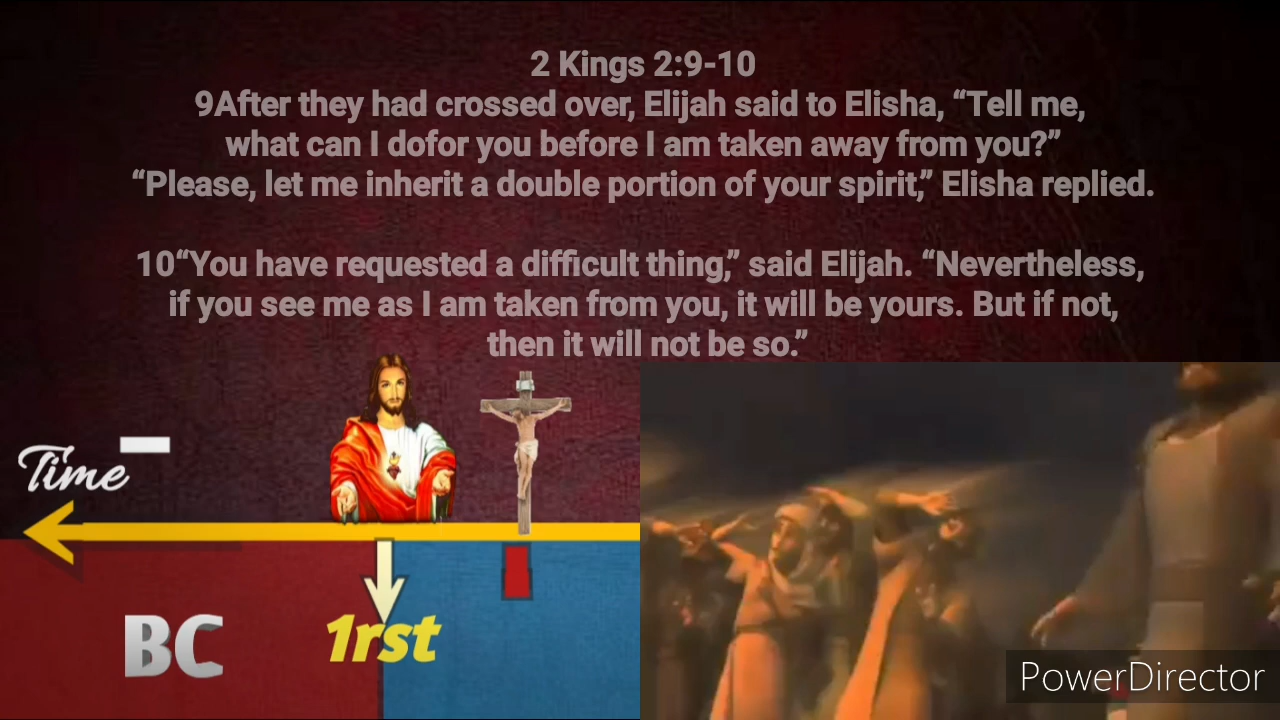 2 Kings 2:9-10
9After they had crossed over, Elijah said to Elisha, “Tell me,
what can I dofor you before I am taken away from you?”
“Please, let me inherit a double portion of your spirit,” Elisha replied.
10“You have requested a difficult thing,” said Elijah. “Nevertheless,
if you see me as I am taken from you, it will be yours. But if not,
then it will not be so.”
Time
BC
1rst
PowerDirector